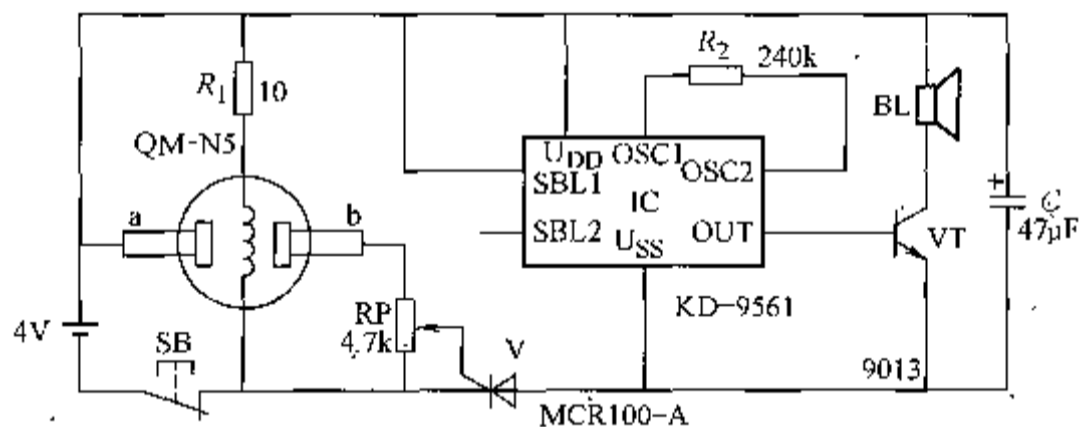 R1
10
QM-N5
a
b
4V
SB
RP
4.7k
V
MCR100-A
R2
240k
UDD
OSC1
OSC2
SBL1
IC
SBL2
USS
OUT
KD-9561
BL
VT
9013
+
C
47μF